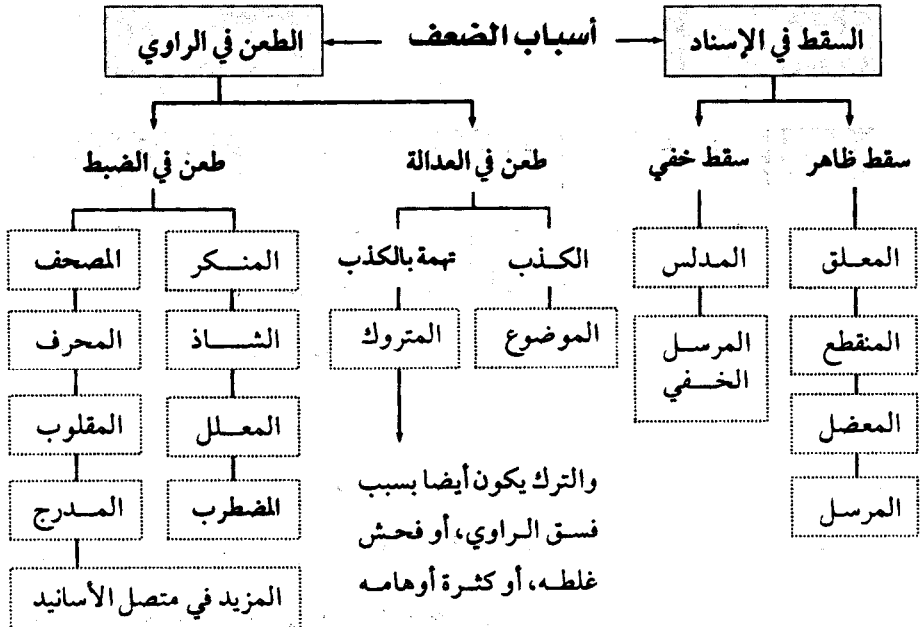 أسباب الضعف
السقط في الإسناد
سقط ظاهر
المعلق
المنقطع
المعضل
المرسل
سقط خفي
المدلس
المرسل
الخفي
الطعن في الراوي
طعن في العدالة
الكذب
الموضوع
تهمة بالكذب
المتروك
والترك يكون أيضا بسبب
فسق الراوي، أو فحش
غلطه، أو كثرة أوهامه
طعن في الضبط
المنكر
الشاذ
المعلل
المضطرب
المصحف
المحرف
المقلوب
المدرج
المزيد في متصل الأسانيد